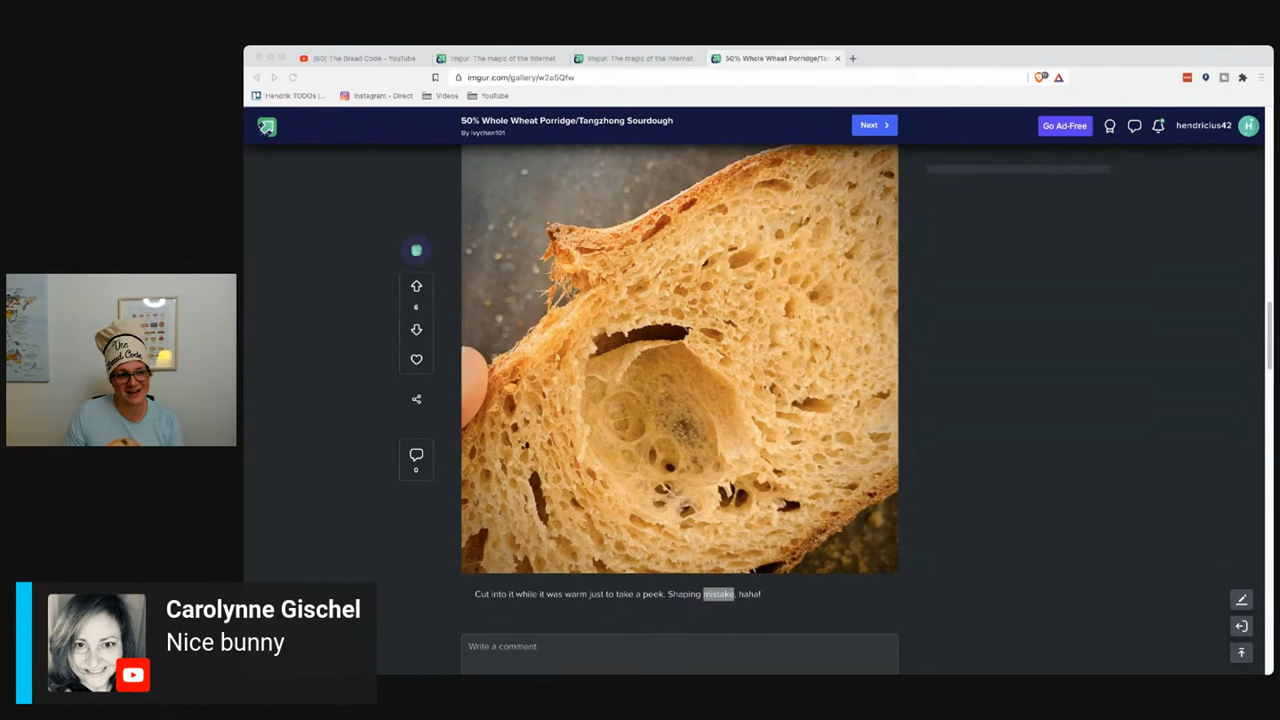 (60) The Bread Code - YouTube
Imgur: The magic of the Internet
Imgur: The magic of the Internet
50% Whole Wheat Porridge/Ta
imgur.com/gallery/w2a5Qfw
Hendrik TODOs |...
Instagram • Direct
Videos
YouTube
50% Whole Wheat Porridge/Tangzhong Sourdough
By ivychan101
Next
Go Ad-Free
hendricius42
H
6
0
The
Bread Code
Cut into it while it was warm just to take a peek. Shaping mistake, haha!
Write a comment
Carolynne Gischel
Nice bunny